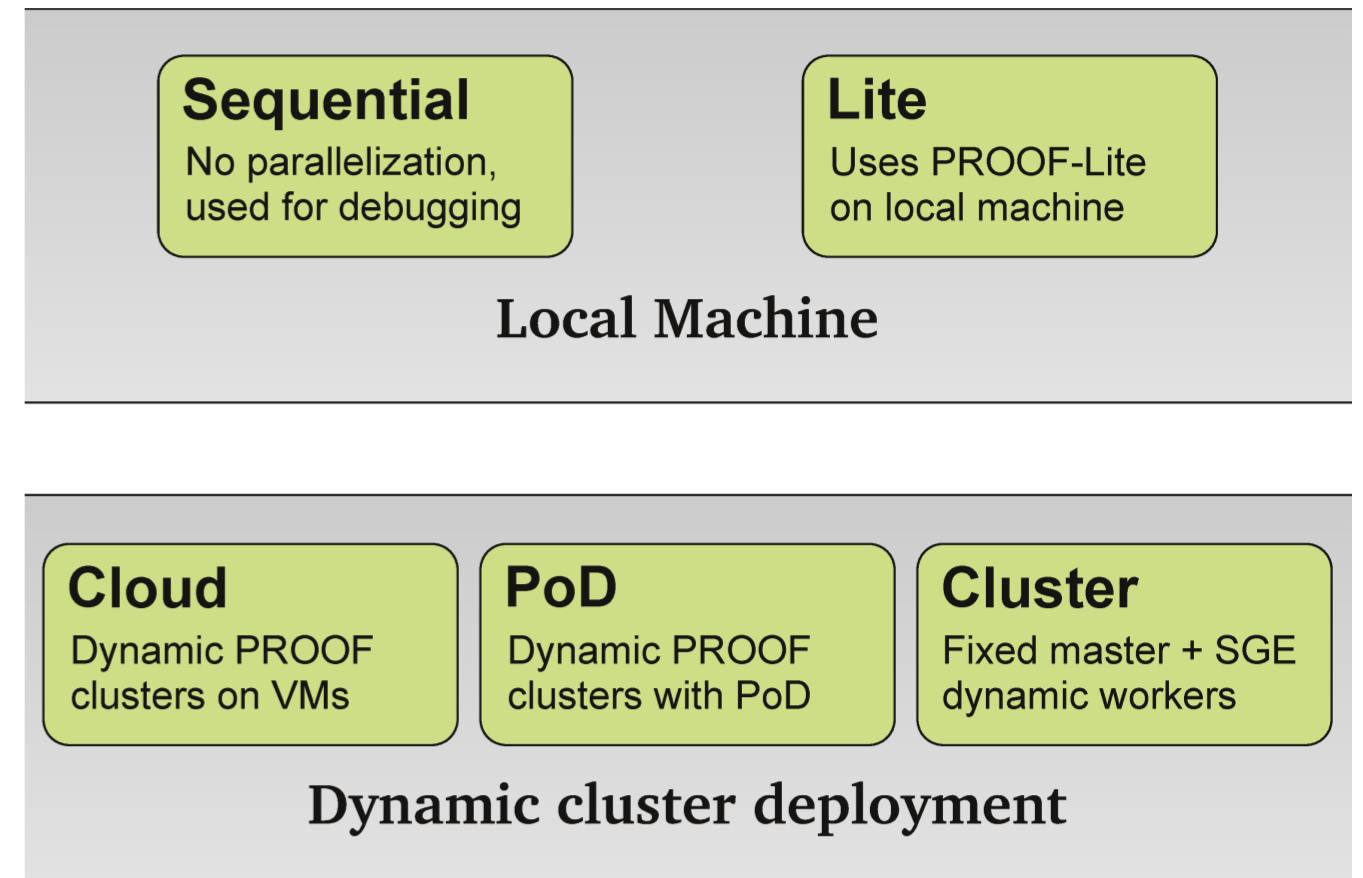 Sequential
No parallelization,
used for debugging
Lite
Uses PROOF-Lite
on local machine
Local Machine
Cloud
Dynamic PROOF
clusters on VMs
PoD
Dynamic PROOF
clusters with PoD
Cluster
Fixed master + SGE
dynamic workers
Dynamic cluster deployment